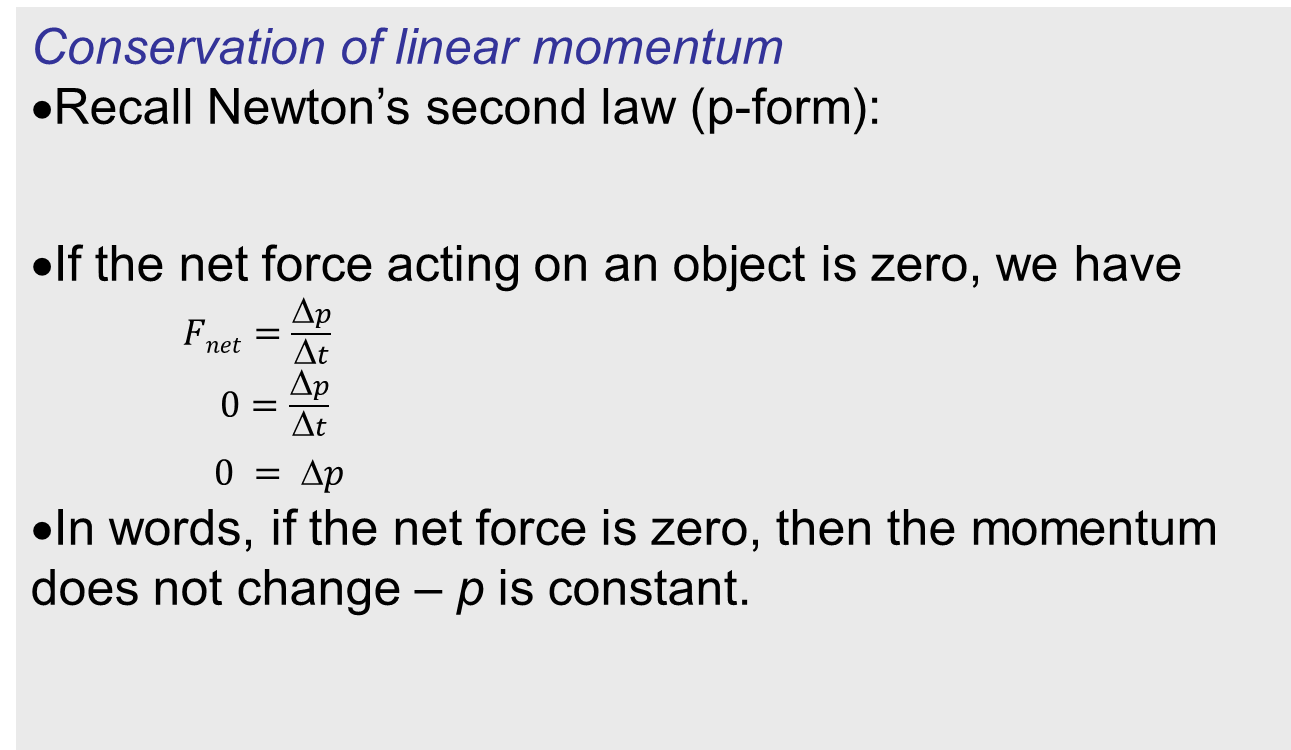 Conservation of linear momentum
•Recall Newton’s second law (p-form):
•If the net force acting on an object is zero, we have
F_net = Δp/Δt
0 = Δp/Δt
0 = Δp
•In words, if the net force is zero, then the momentum
does not change – p is constant.